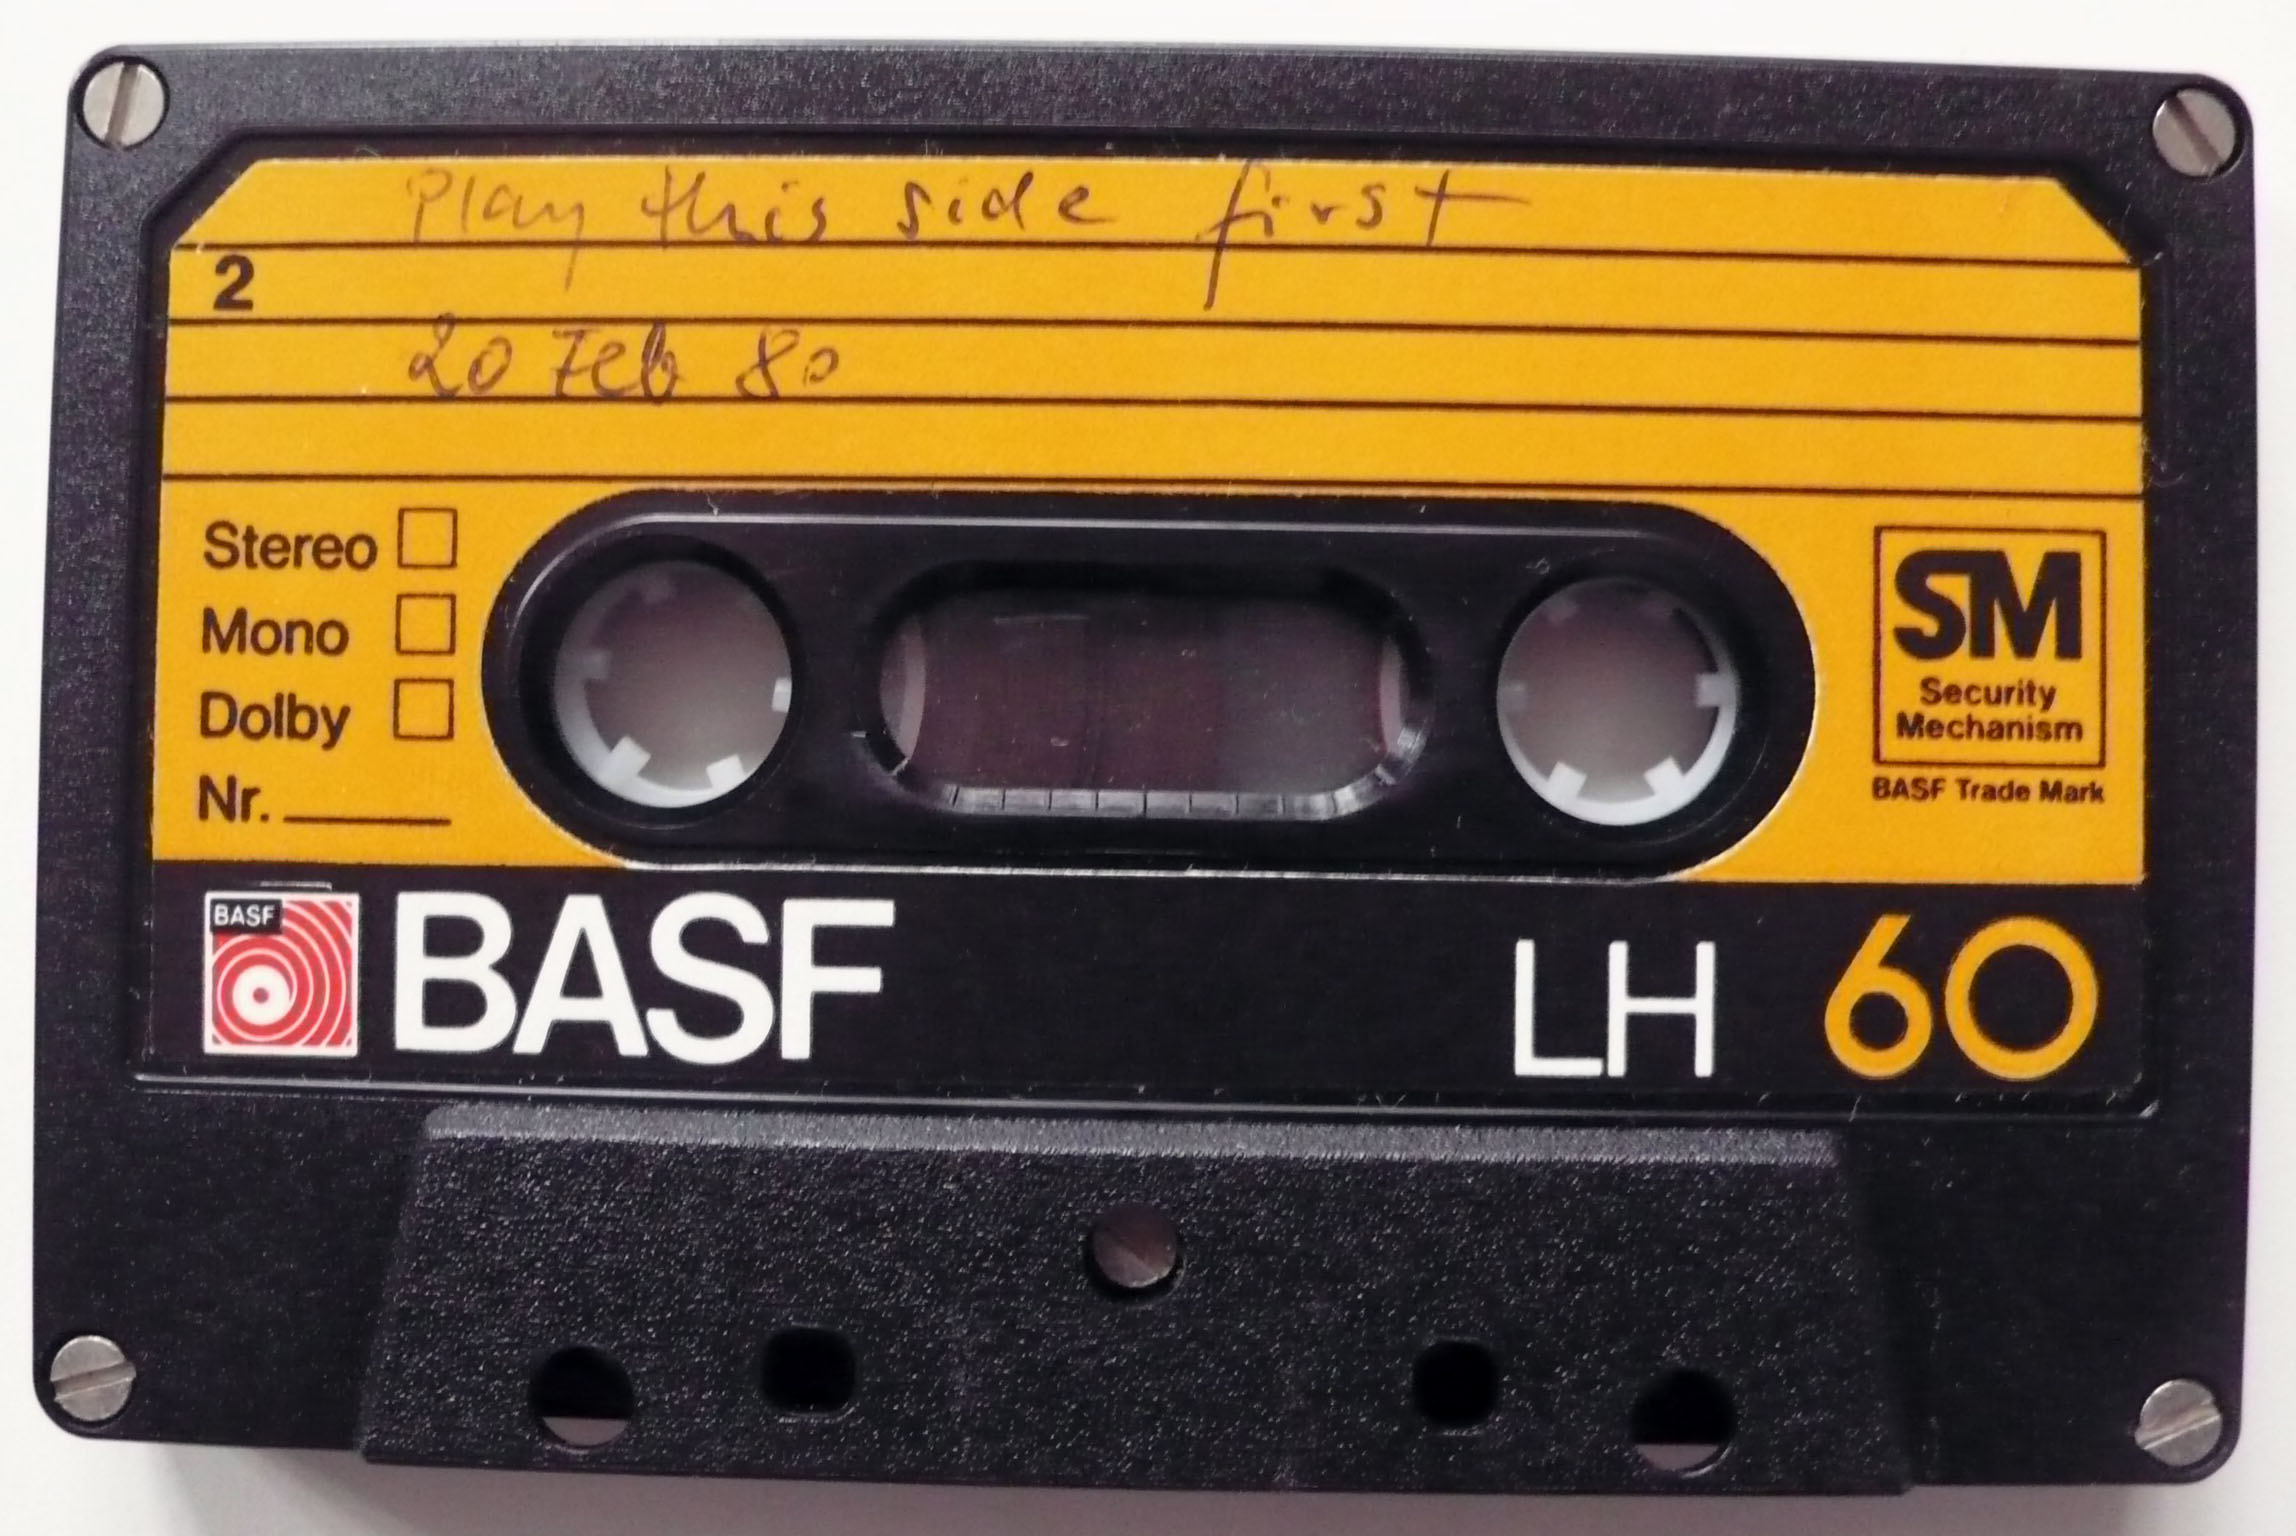 Play this side first
2
20 Feb 80
Stereo
Mono
Dolby
Nr.
SM
Security
Mechanism
BASF Trade Mark
BASF
BASF LH 60